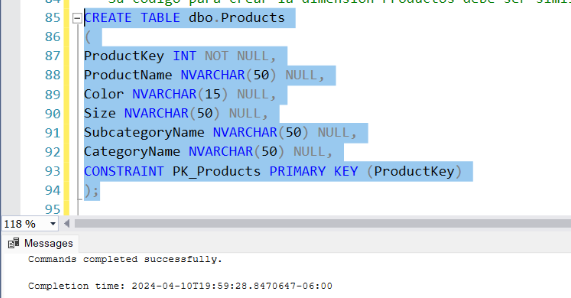 84 Su código para crear la dimensión Productos debe ser simil
85 CREATE TABLE dbo.Products
86 (
87 ProductKey INT NOT NULL,
88 ProductName NVARCHAR(50) NULL,
89 Color NVARCHAR(15) NULL,
90 Size NVARCHAR(50) NULL,
91 SubcategoryName NVARCHAR(50) NULL,
92 CategoryName NVARCHAR(50) NULL,
93 CONSTRAINT PK_Products PRIMARY KEY (ProductKey)
94 );
95
118 %
Messages
Commands completed successfully.
Completion time: 2024-04-10T19:59:28.8470647-06:00